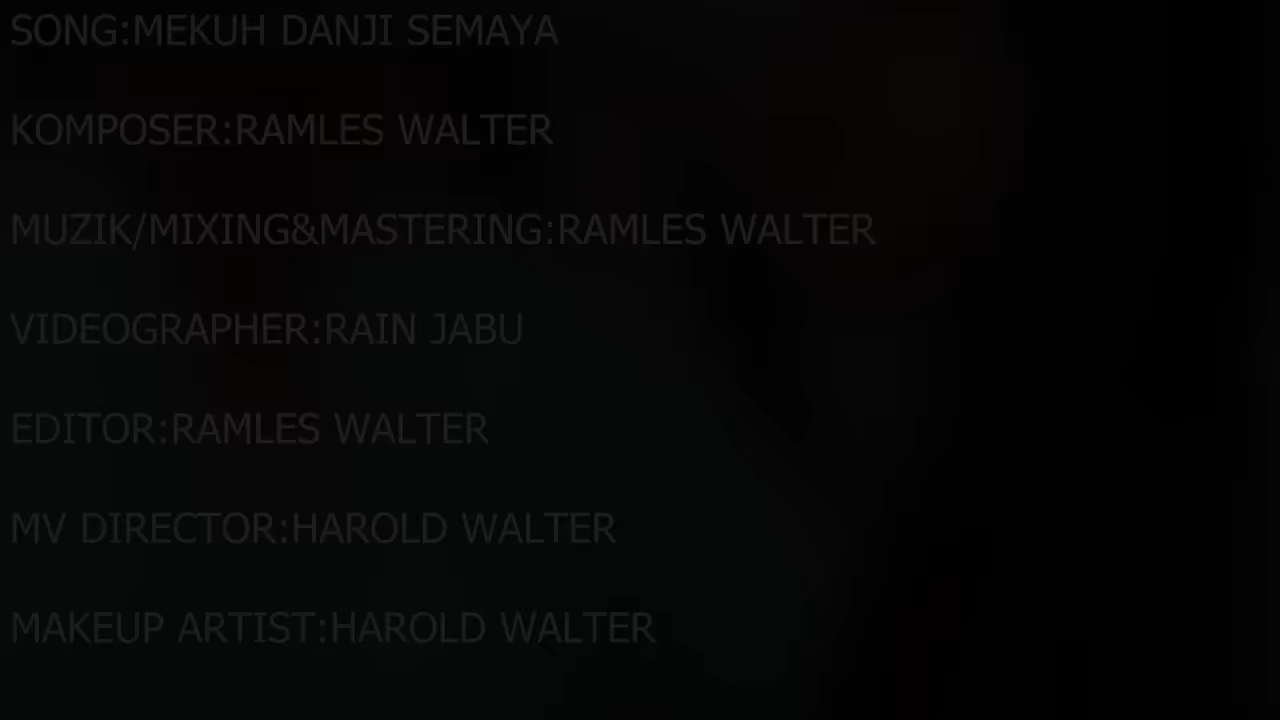 SONG:MEKUH DANJI SEMAYA
KOMPOSER:RAMLES WALTER
MUZIK/MIXING&MASTERING:RAMLES WALTER
VIDEOGRAPHER:RAIN JABU
EDITOR:RAMLES WALTER
MV DIRECTOR:HAROLD WALTER
MAKEUP ARTIST:HAROLD WALTER